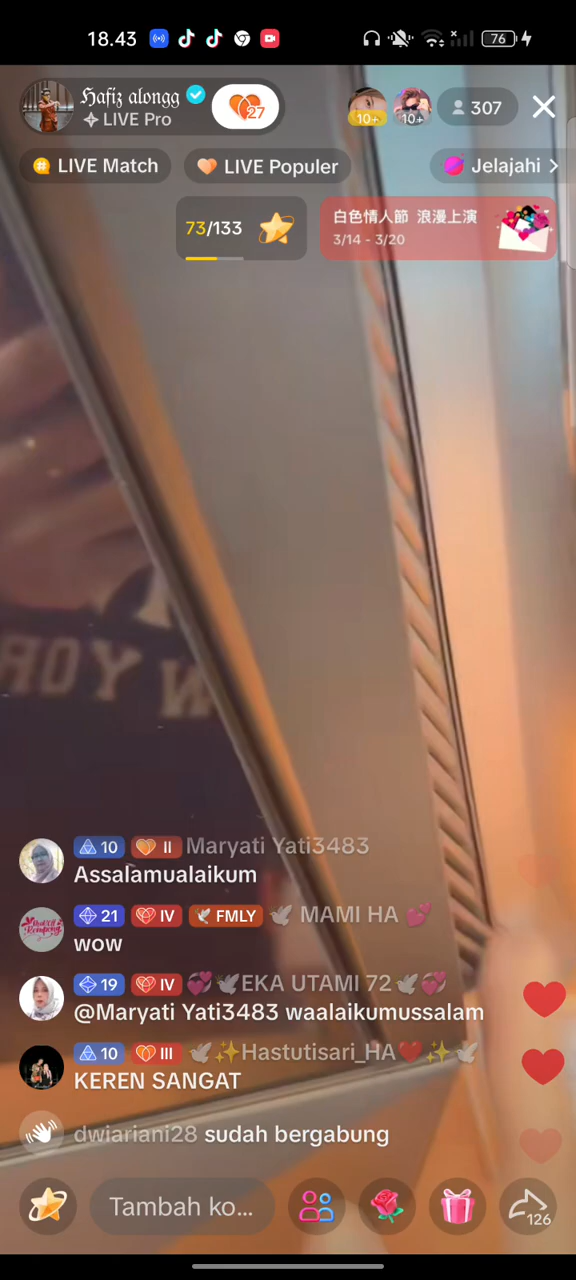 18.43
76
ℌ𝔞𝔣𝔦𝔷 𝔞𝔩𝔬𝔫𝔤𝔤
LIVE Pro
27
10+
10+
307
LIVE Match
LIVE Populer
Jelajahi
73/133
白色情人節 浪漫上演
3/14 - 3/20
ROY W
10 II Maryati Yati3483
Assalamualaikum
21 IV FMLY 🕊 MAMI HA 💕
wow
19 IV 💞🕊EKA UTAMI 72🕊💞
@Maryati Yati3483 waalaikumussalam
10 III 🕊✨Hastutisari_HA❤️✨🕊
KEREN SANGAT
dwiariani28 sudah bergabung
Tambah ko...
126